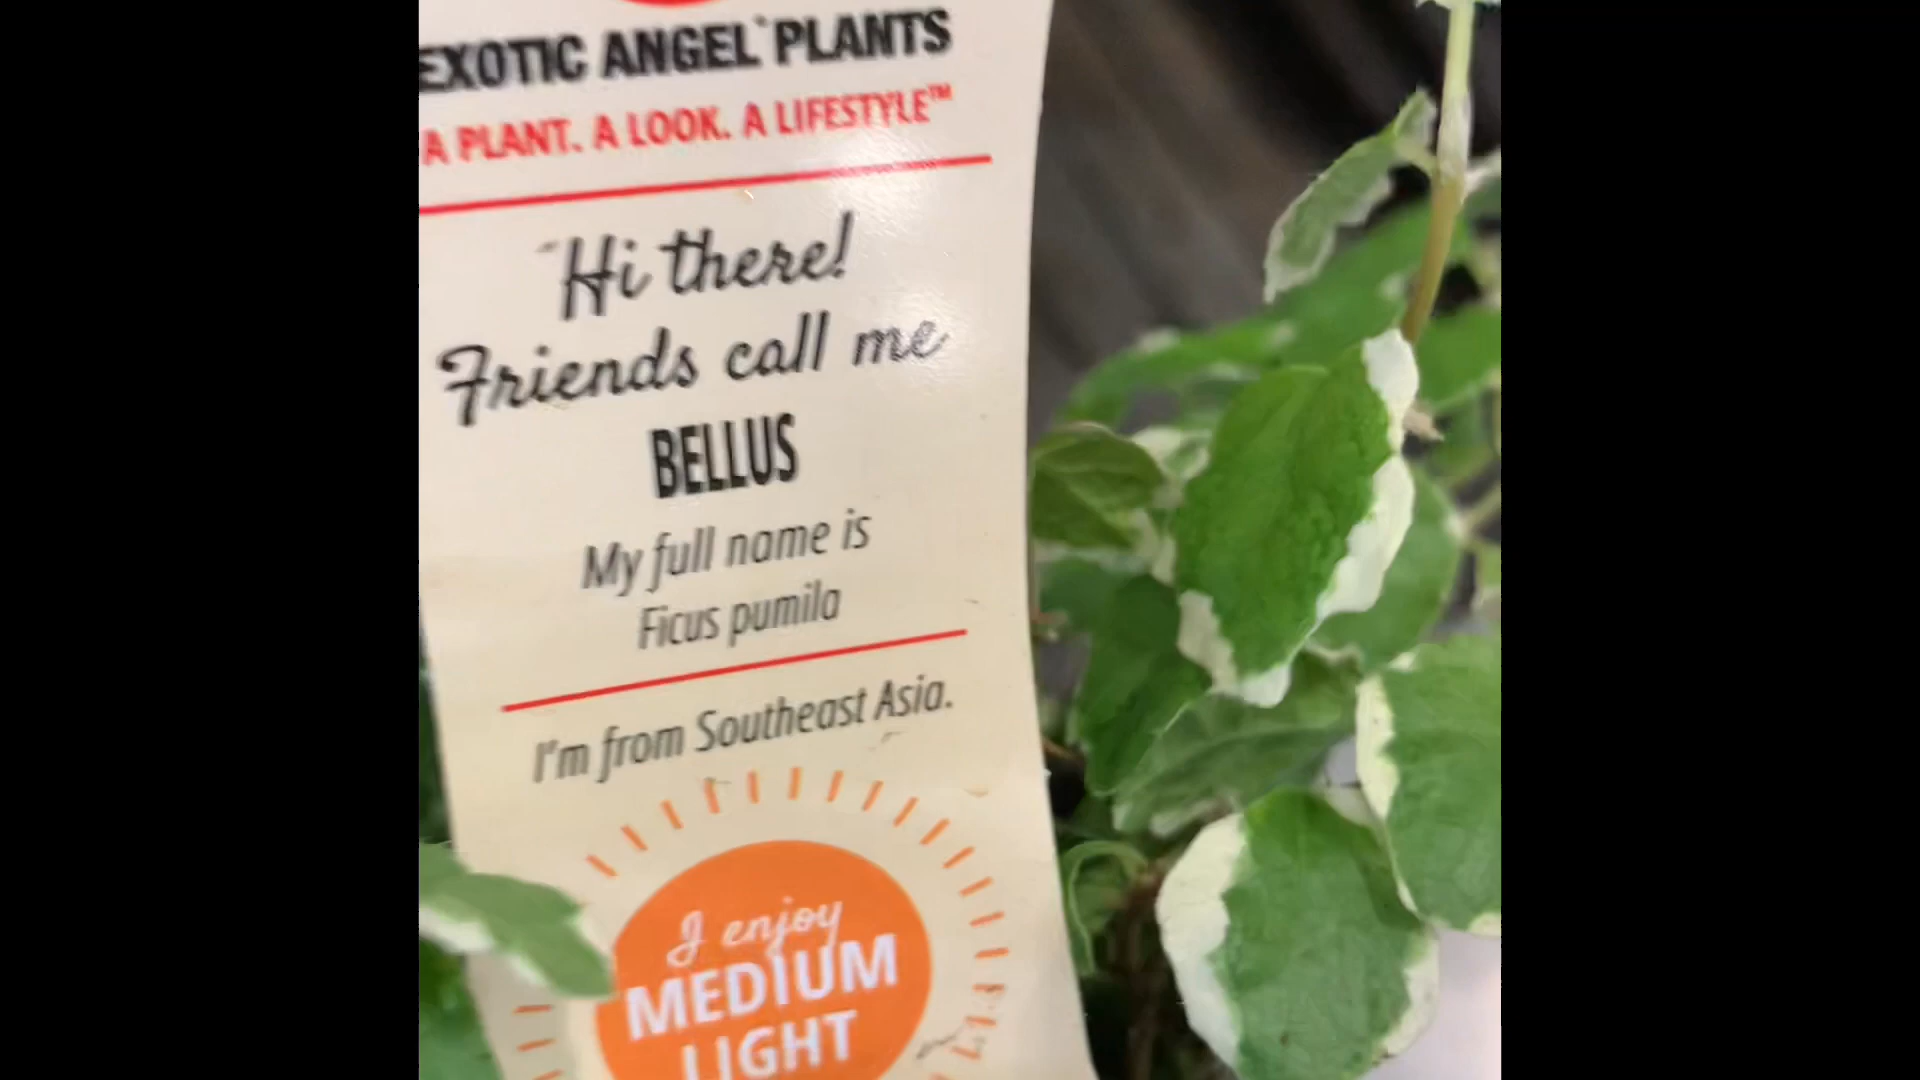 EXOTIC ANGEL PLANTS
A PLANT. A LOOK. A LIFESTYLE™
Hi there!
Friends call me
BELLUS
My full name is
Ficus pumila
I'm from Southeast Asia.
I enjoy
MEDIUM
LIGHT